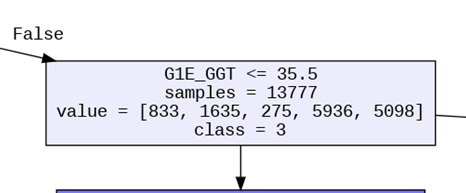 False
G1E_GGT <= 35.5
samples = 13777
value = [833, 1635, 275, 5936, 5098]
class = 3